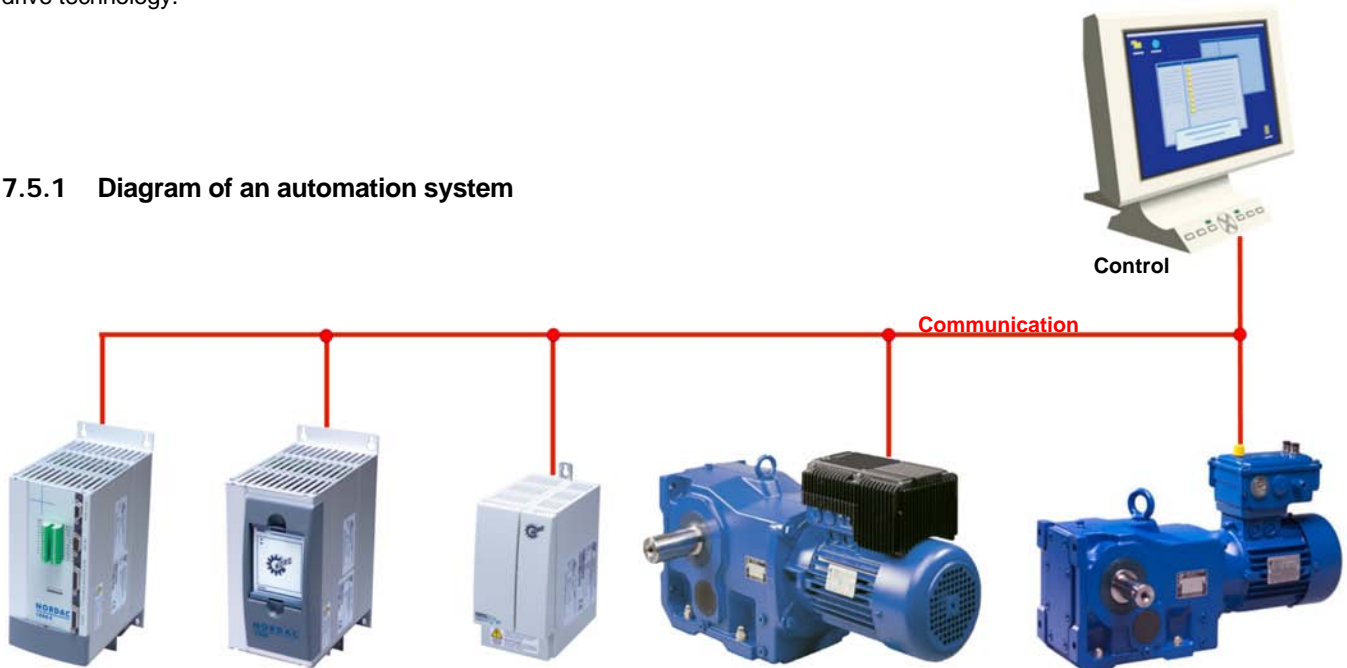 drive technology.
7.5.1 Diagram of an automation system
Control
Communication
NORDAC
NORDAC